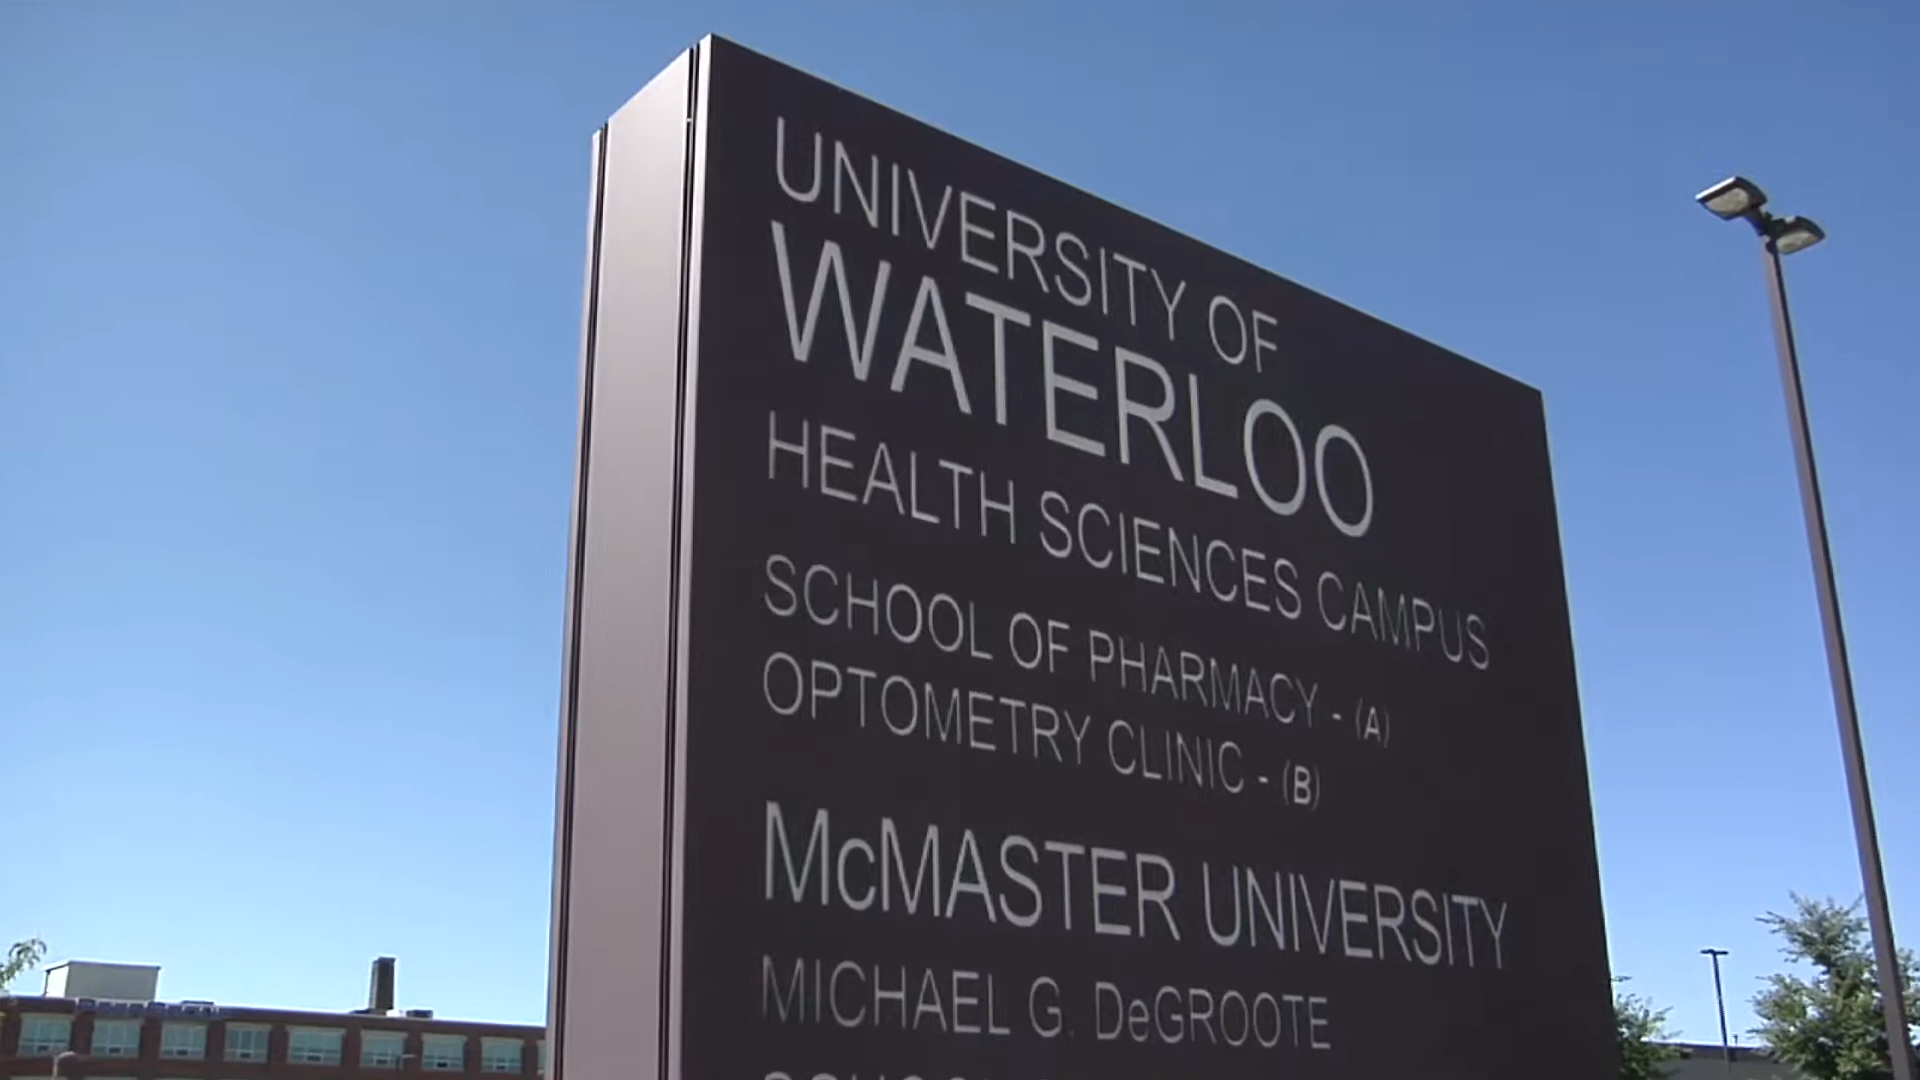 UNIVERSITY OF
WATERLOO
HEALTH SCIENCES CAMPUS
SCHOOL OF PHARMACY - (A)
OPTOMETRY CLINIC - (B)
McMASTER UNIVERSITY
MICHAEL G. DeGROOTE